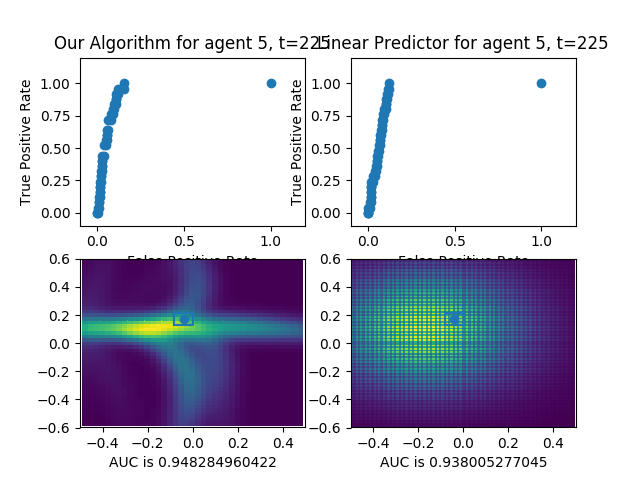 Our Algorithm for agent 5, t=225
Linear Predictor for agent 5, t=225
True Positive Rate
1.00
0.75
0.50
0.25
0.00
0.0 0.5 1.0
False Positive Rate
True Positive Rate
1.00
0.75
0.50
0.25
0.00
0.0 0.5 1.0
False Positive Rate
0.6
0.4
0.2
0.0
−0.2
−0.4
−0.6
−0.4 −0.2 0.0 0.2 0.4
AUC is 0.948284960422
0.6
0.4
0.2
0.0
−0.2
−0.4
−0.6
−0.4 −0.2 0.0 0.2 0.4
AUC is 0.938005277045